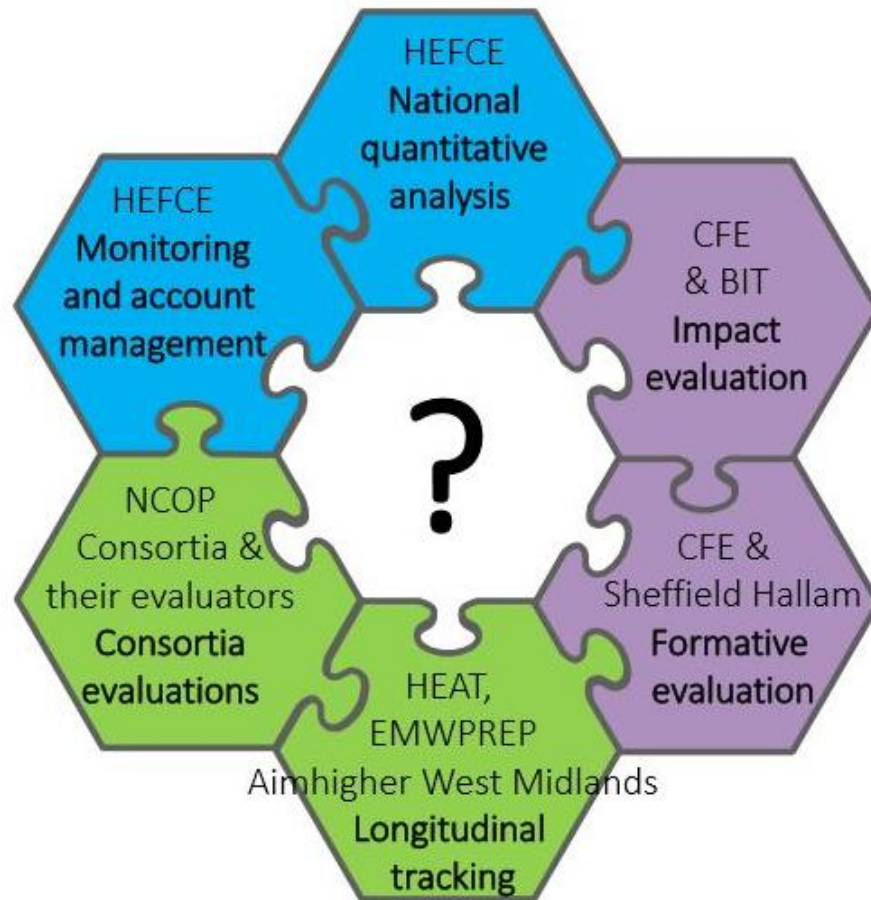 HEFCE
National
quantitative
analysis
HEFCE
Monitoring
and account
management
CFE
& BIT
Impact
evaluation
?
NCOP
Consortia &
their evaluators
Consortia
evaluations
CFE &
Sheffield Hallam
Formative
evaluation
HEAT,
EMWPREP
Aimhigher West Midlands
Longitudinal
tracking